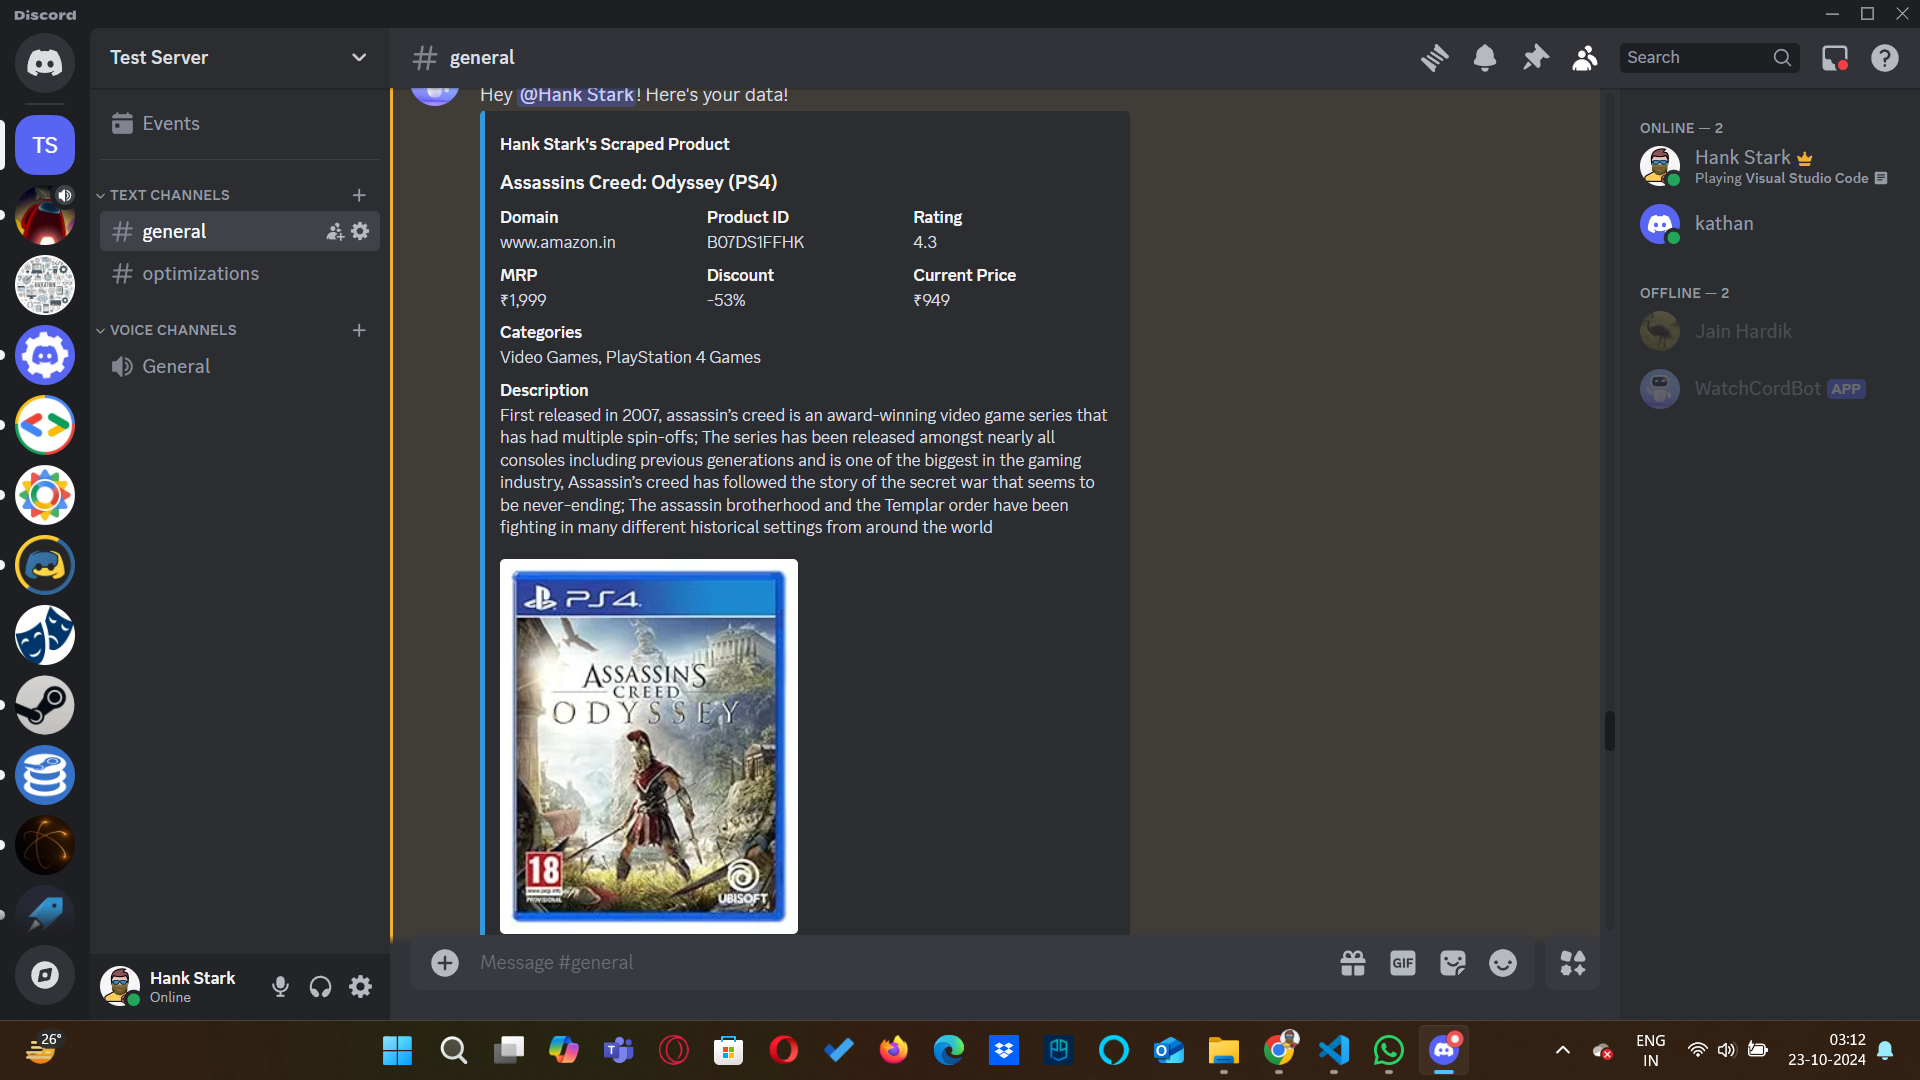 Discord
Test Server
Events
TEXT CHANNELS
general
optimizations
VOICE CHANNELS
General
Hank Stark
Online
TS
general
Search
Hey @Hank Stark! Here's your data!
Hank Stark's Scraped Product
Assassins Creed: Odyssey (PS4)
Domain Product ID Rating
www.amazon.in B07DS1FFHK 4.3
MRP Discount Current Price
₹1,999 -53% ₹949
Categories
Video Games, PlayStation 4 Games
Description
First released in 2007, assassin's creed is an award-winning video game series that
has had multiple spin-offs; The series has been released amongst nearly all
consoles including previous generations and is one of the biggest in the gaming
industry, Assassin's creed has followed the story of the secret war that seems to
be never-ending; The assassin brotherhood and the Templar order have been
fighting in many different historical settings from around the world
PS4
ASSASSIN'S
CREED
ODYSSEY
18
www.pegi.info
PROVISIONAL
UBISOFT
Message #general
GIF
ONLINE — 2
Hank Stark
Playing Visual Studio Code
kathan
OFFLINE — 2
Jain Hardik
WatchCordBot APP
26°
ENG
IN
03:12
23-10-2024